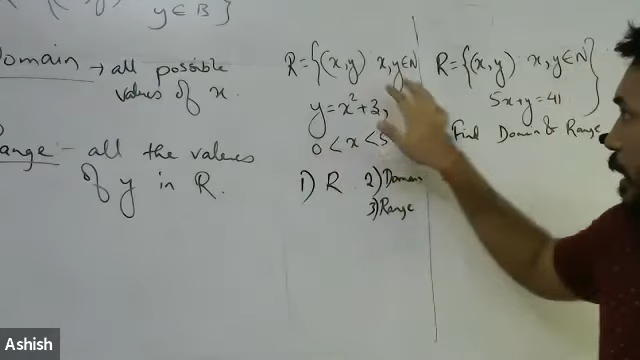 y ∈ B }
Domain → all possible
values of x.
ange - all the values
of y in R.
R = {(x, y) x, y ∈ N
y = x² + 3,
0 < x < 5
1) R 2) Domain
3) Range
R = {(x, y) x, y ∈ N }
5x + y = 41
Find Domain & Range
Ashish